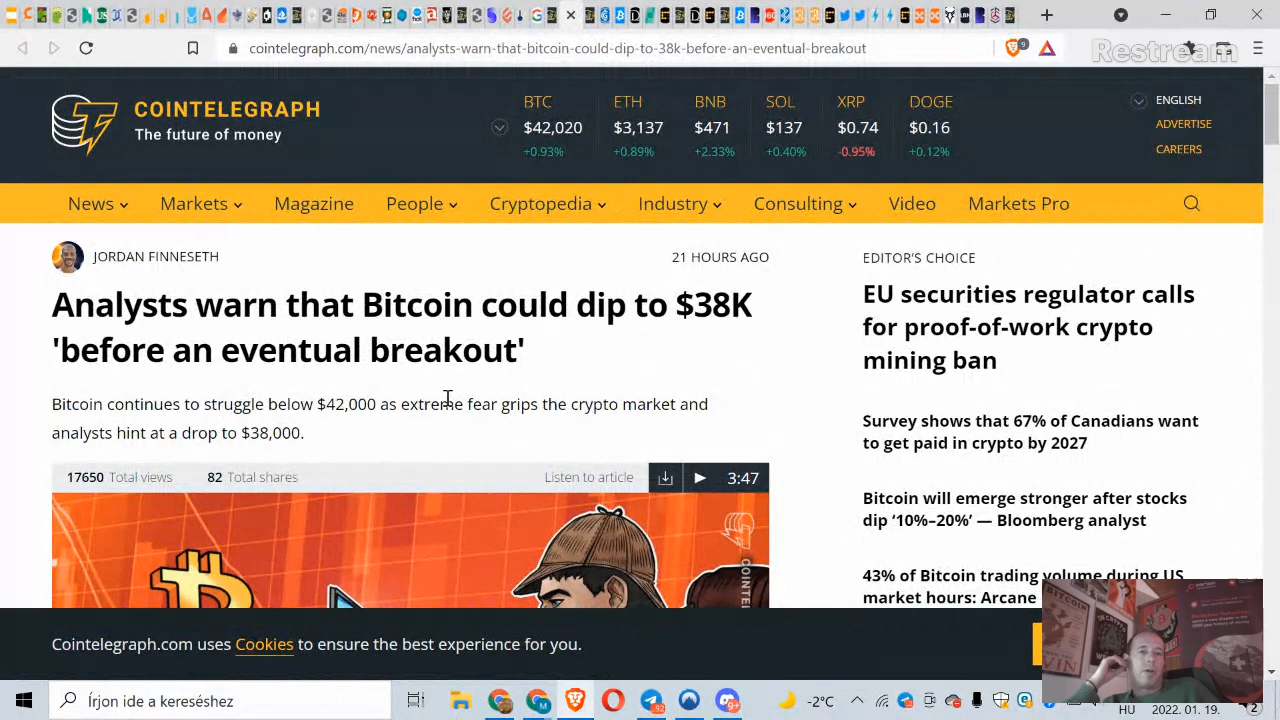 cointelegraph.com/news/analysts-warn-that-bitcoin-could-dip-to-38k-before-an-eventual-breakout
9
Restream
COINTELEGRAPH
The future of money
BTC
$42,020
+0.93%
ETH
$3,137
+0.89%
BNB
$471
+2.33%
SOL
$137
+0.40%
XRP
$0.74
-0.95%
DOGE
$0.16
+0.12%
ENGLISH
ADVERTISE
CAREERS
News
Markets
Magazine
People
Cryptopedia
Industry
Consulting
Video
Markets Pro
JORDAN FINNESETH
21 HOURS AGO
Analysts warn that Bitcoin could dip to $38K
'before an eventual breakout'
Bitcoin continues to struggle below $42,000 as extreme fear grips the crypto market and
analysts hint at a drop to $38,000.
17650 Total views
82 Total shares
Listen to article
3:47
EDITOR'S CHOICE
EU securities regulator calls
for proof-of-work crypto
mining ban
Survey shows that 67% of Canadians want
to get paid in crypto by 2027
Bitcoin will emerge stronger after stocks
dip ‘10%–20%’ — Bloomberg analyst
43% of Bitcoin trading volume during US
market hours: Arcane
Cointelegraph.com uses Cookies to ensure the best experience for you.
Írjon ide a kereséshez
92
9+
-2°C
HU
2022. 01. 19.
2